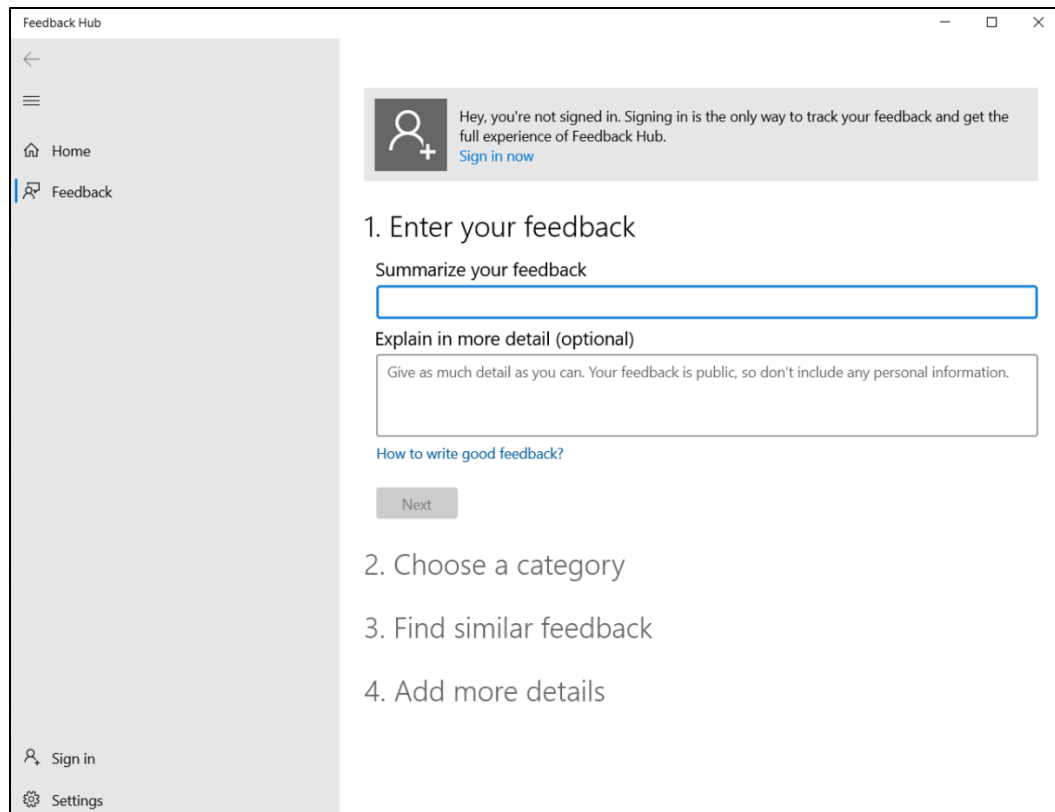 Feedback Hub
Home
Feedback
Sign in
Settings
Hey, you're not signed in. Signing in is the only way to track your feedback and get the
full experience of Feedback Hub.
Sign in now
1. Enter your feedback
Summarize your feedback
Explain in more detail (optional)
Give as much detail as you can. Your feedback is public, so don't include any personal information.
How to write good feedback?
Next
2. Choose a category
3. Find similar feedback
4. Add more details